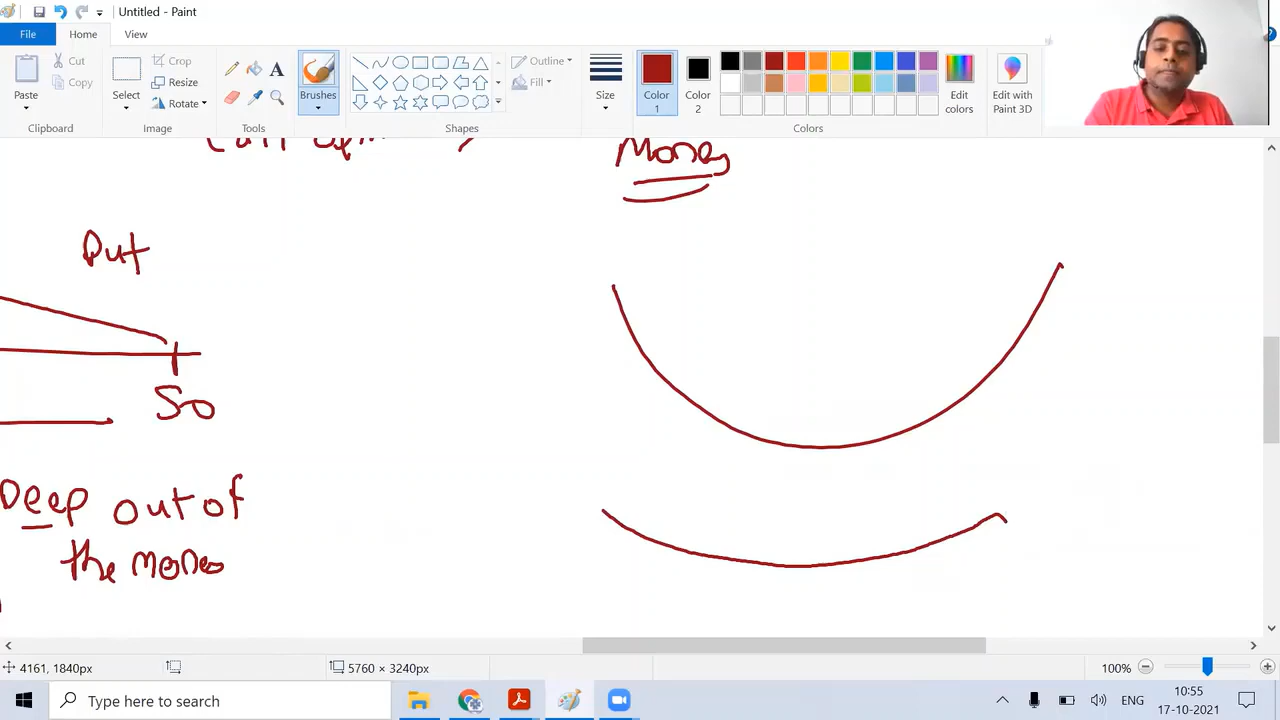 Untitled - Paint
File Home View
Paste Cut Copy Clipboard
Select Crop Resize Rotate Image
Tools
Brushes
Outline Fill Shapes
Size
Color 1
Color 2
Edit colors
Colors
Edit with Paint 3D
Money
Put
50
Deep out of
the money
4161, 1840px
5760 × 3240px
100%
Type here to search
ENG
10:55
17-10-2021